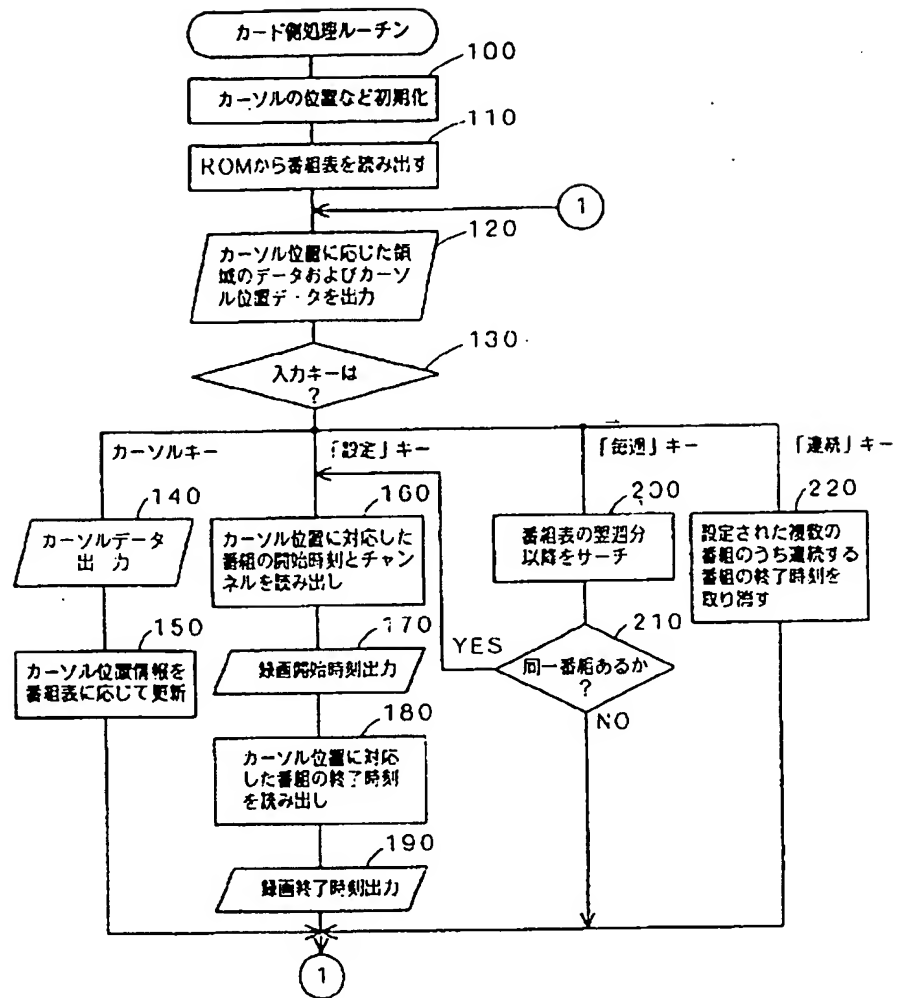 カード側処理ルーチン
100
カーソルの位置など初期化
110
ROMから番組表を読み出す
1
120
カーソル位置に応じた領
域のデータおよびカーソ
ル位置データを出力
130
入力キーは
?
カーソルキー
「設定」キー
「毎週」キー
「連続」キー
140
カーソルデータ
出力
150
カーソル位置情報を
番組表に応じて更新
160
カーソル位置に対応した
番組の開始時刻とチャン
ネルを読み出し
170
録画開始時刻出力
180
カーソル位置に対応
した番組の終了時刻
を読み出し
190
録画終了時刻出力
200
番組表の翌週分
以降をサーチ
210
同一番組あるか
?
YES
NO
220
設定された複数の
番組のうち連続する
番組の終了時刻を
取り消す
1